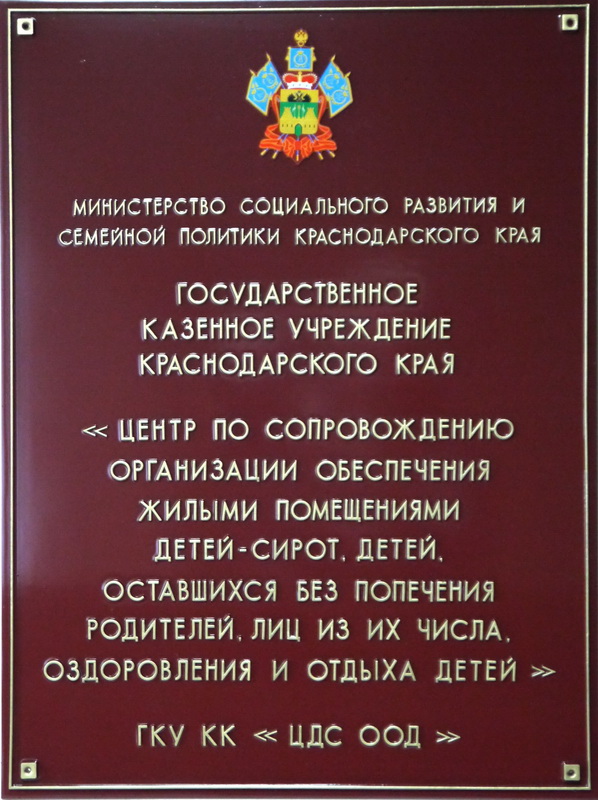 МИНИСТЕРСТВО СОЦИАЛЬНОГО РАЗВИТИЯ И
СЕМЕЙНОЙ ПОЛИТИКИ КРАСНОДАРСКОГО КРАЯ
ГОСУДАРСТВЕННОЕ
КАЗЕННОЕ УЧРЕЖДЕНИЕ
КРАСНОДАРСКОГО КРАЯ
« ЦЕНТР ПО СОПРОВОЖДЕНИЮ
ОРГАНИЗАЦИИ ОБЕСПЕЧЕНИЯ
ЖИЛЫМИ ПОМЕЩЕНИЯМИ
ДЕТЕЙ-СИРОТ, ДЕТЕЙ,
ОСТАВШИХСЯ БЕЗ ПОПЕЧЕНИЯ
РОДИТЕЛЕЙ, ЛИЦ ИЗ ИХ ЧИСЛА,
ОЗДОРОВЛЕНИЯ И ОТДЫХА ДЕТЕЙ »
ГКУ КК « ЦДС ООД »